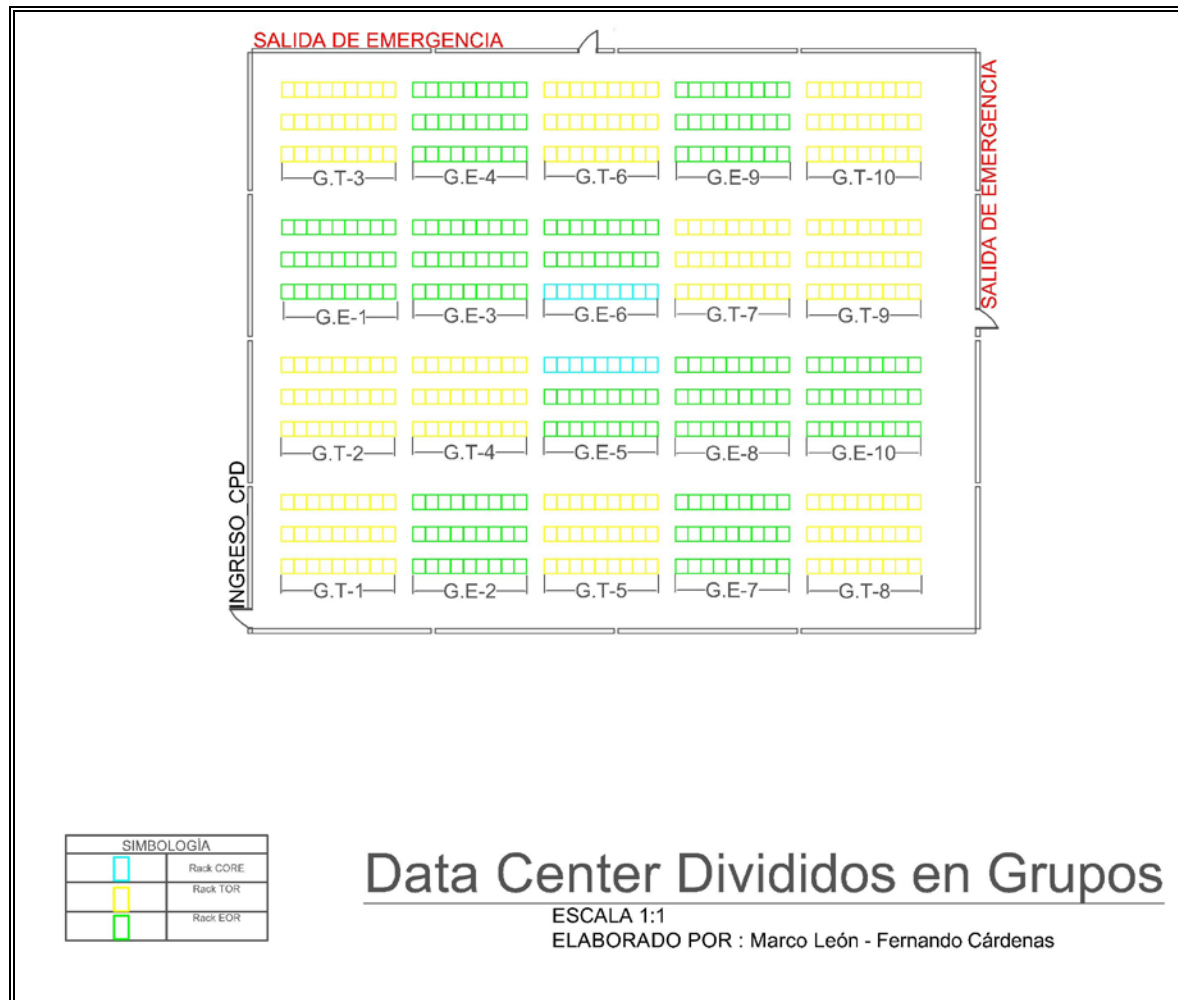 SALIDA DE EMERGENCIA
SALIDA DE EMERGENCIA
G.T-3 G.E-4 G.T-6 G.E-9 G.T-10
G.E-1 G.E-3 G.E-6 G.T-7 G.T-9
G.T-2 G.T-4 G.E-5 G.E-8 G.E-10
INGRESO CPD
G.T-1 G.E-2 G.T-5 G.E-7 G.T-8
SIMBOLOGÌA
Rack CORE
Rack TOR
Rack EOR
Data Center Divididos en Grupos
ESCALA 1:1
ELABORADO POR : Marco León - Fernando Cárdenas